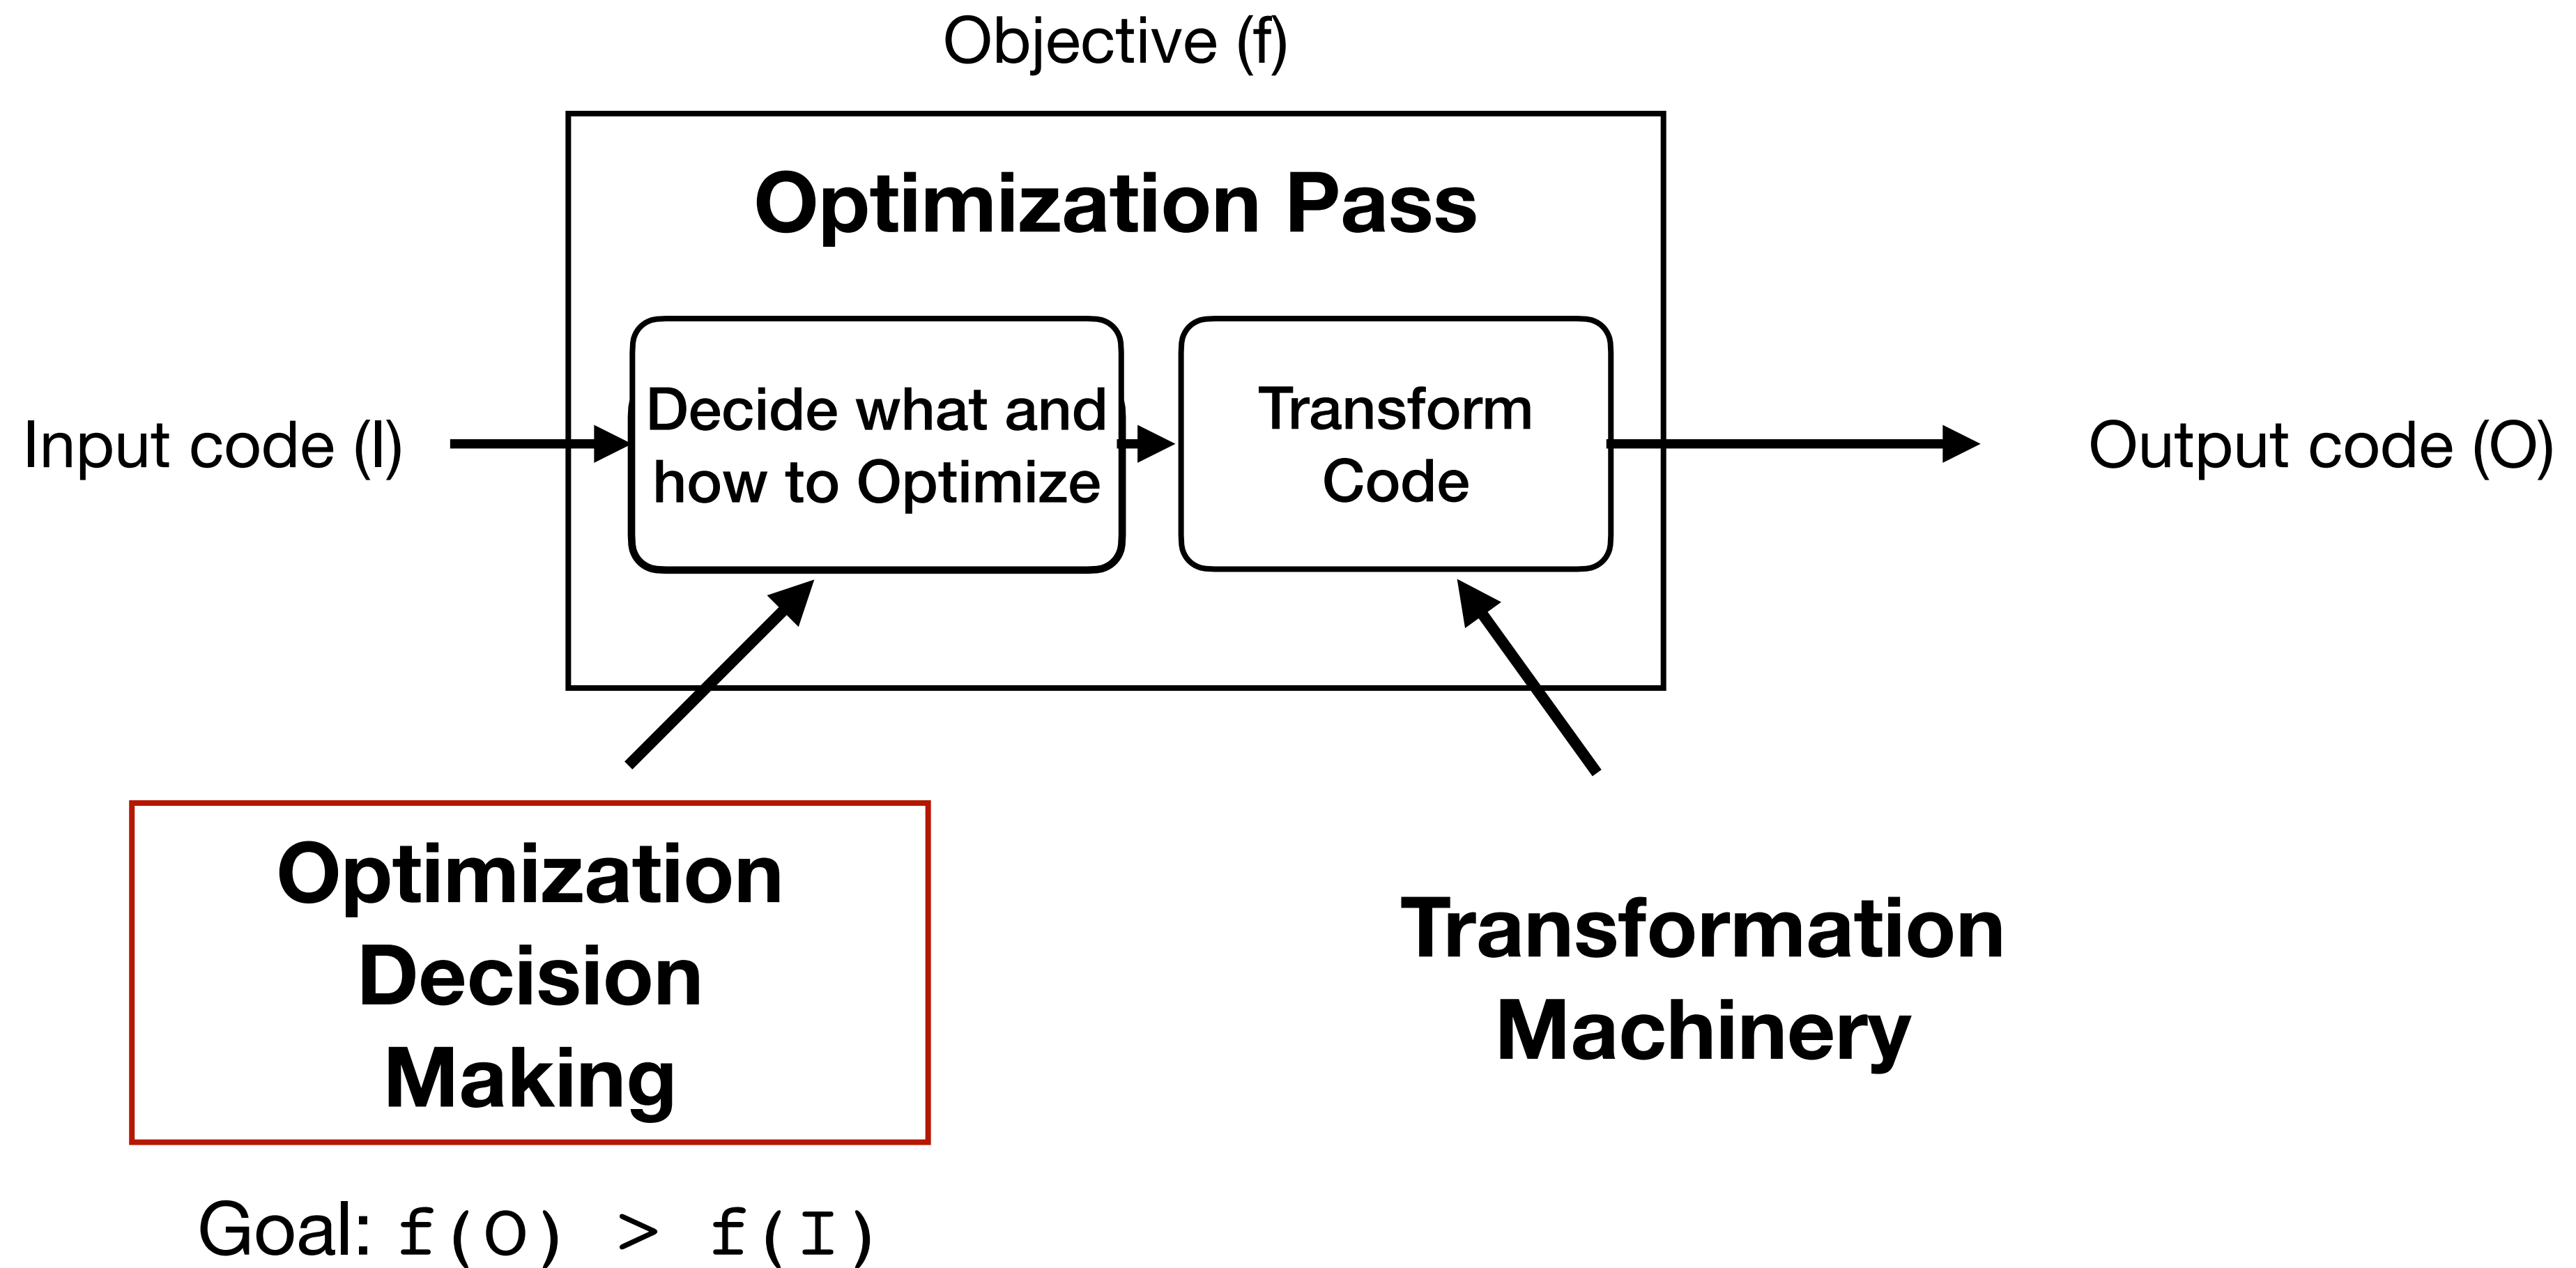 Objective (f)
Optimization Pass
Input code (I)
Decide what and
how to Optimize
Transform
Code
Output code (O)
Optimization
Decision
Making
Transformation
Machinery
Goal: f(O) > f(I)